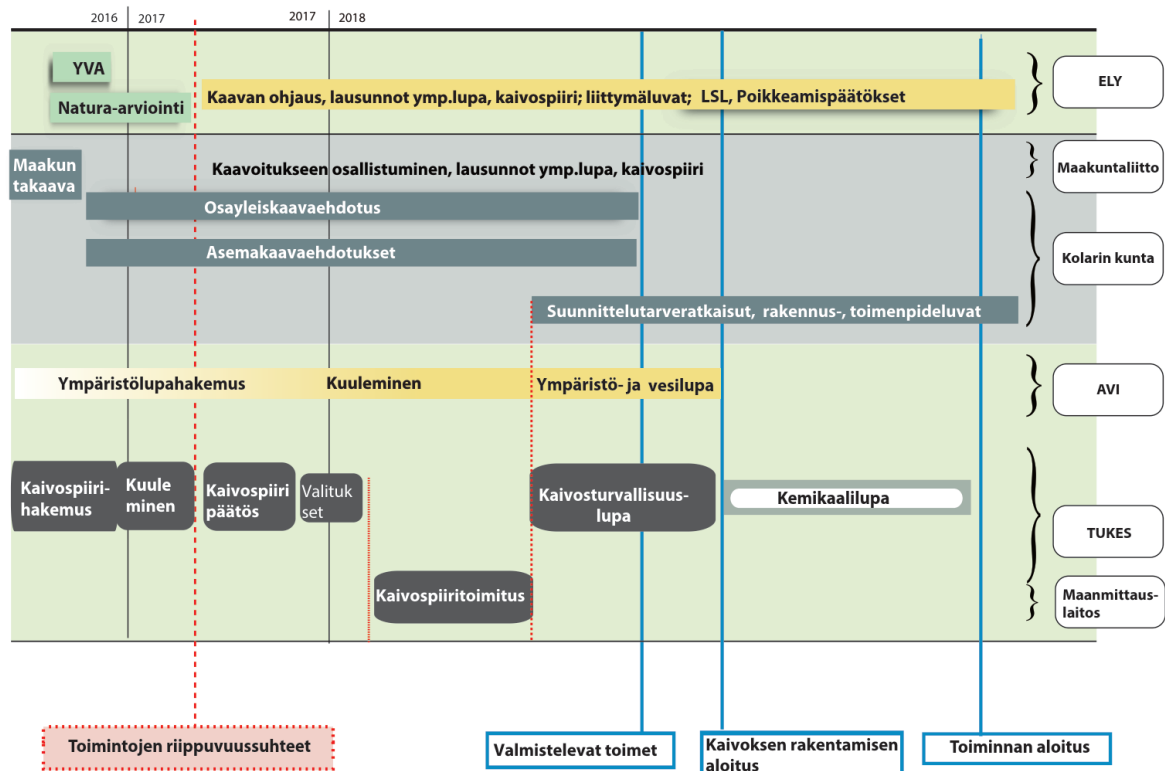 2016 2017
2017 2018
YVA
Natura-arviointi
Kaavan ohjaus, lausunnot ymp.lupa, kaivospiiri; liittymäluvat; LSL, Poikkeamispäätökset
ELY
Maakun
takaava
Kaavoitukseen osallistuminen, lausunnot ymp.lupa, kaivospiiri
Maakuntaliitto
Osayleiskaavaehdotus
Asemakaavaehdotukset
Kolarin kunta
Suunnittelutarveratkaisut, rakennus-, toimenpideluvat
Ympäristölupahakemus
Kuuleminen
Ympäristö- ja vesilupa
AVI
Kaivospiiri-
hakemus
Kuule
minen
Kaivospiiri
päätös
Valituk
set
Kaivosturvallisuus-
lupa
Kemikaalilupa
TUKES
Kaivospiiritoimitus
Maanmittaus-
laitos
Toimintojen riippuvuussuhteet
Valmistelevat toimet
Kaivoksen rakentamisen
aloitus
Toiminnan aloitus